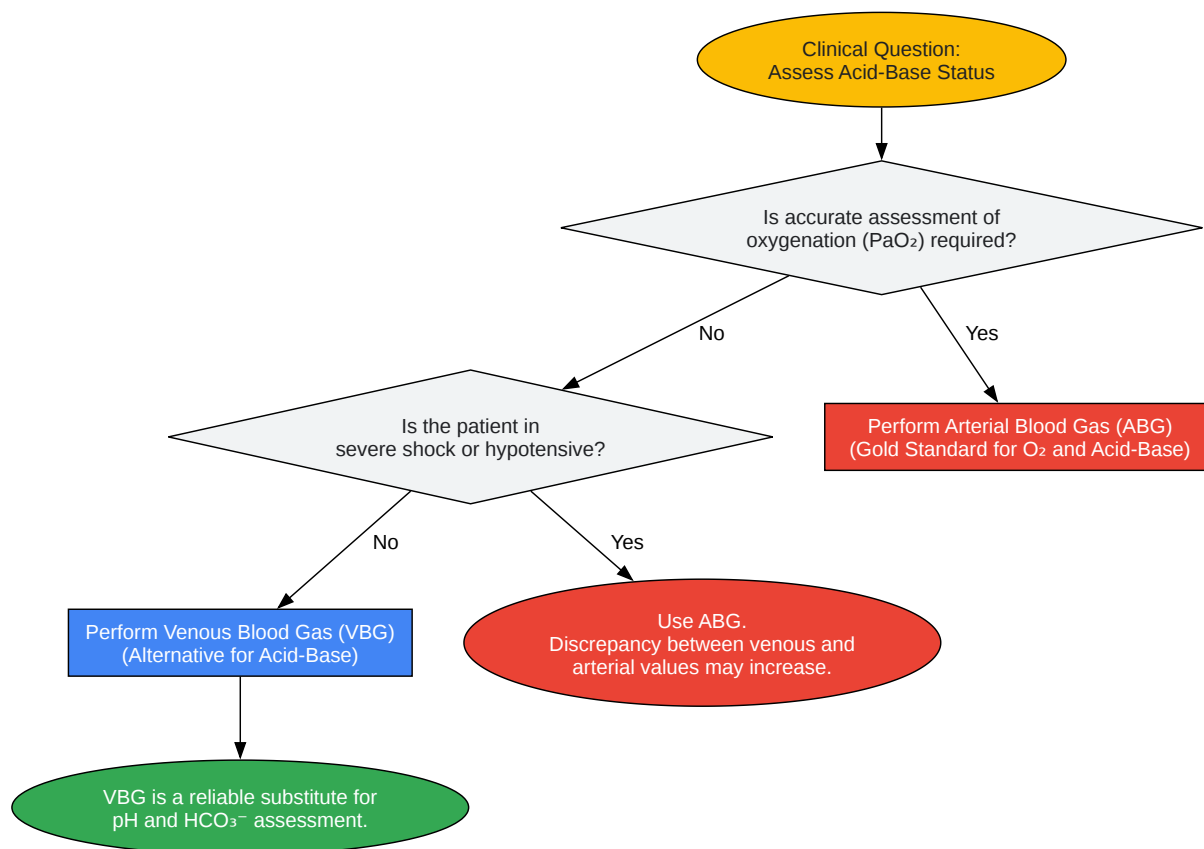 Clinical Question:
Assess Acid-Base Status
Is accurate assessment of
oxygenation (PaO₂) required?
No
Yes
Is the patient in
severe shock or hypotensive?
Perform Arterial Blood Gas (ABG)
(Gold Standard for O₂ and Acid-Base)
No
Yes
Perform Venous Blood Gas (VBG)
(Alternative for Acid-Base)
Use ABG.
Discrepancy between venous and
arterial values may increase.
VBG is a reliable substitute for
pH and HCO₃⁻ assessment.